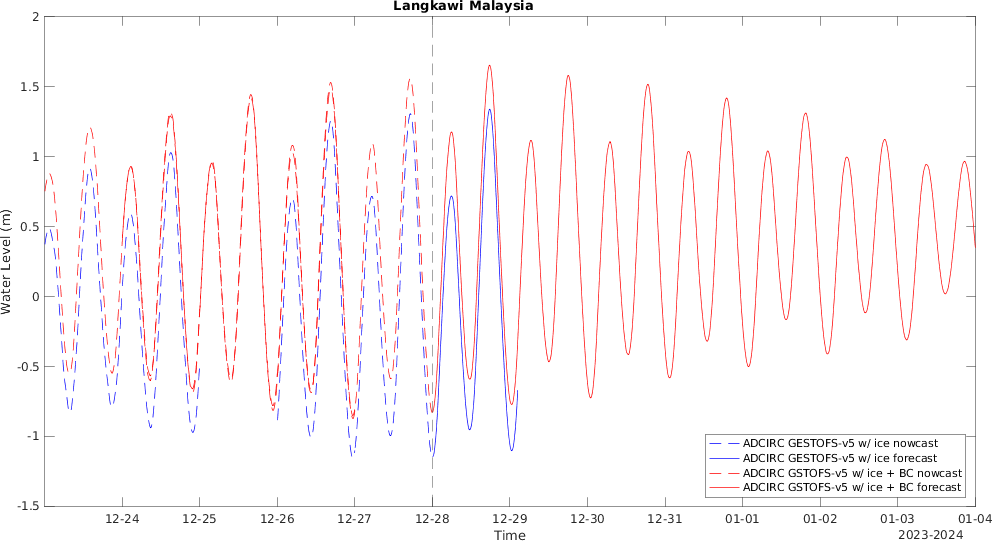 Langkawi Malaysia
2
1.5
1
0.5
0
-0.5
-1
-1.5
Water Level (m)
ADCIRC GESTOFS-v5 w/ ice nowcast
ADCIRC GESTOFS-v5 w/ ice forecast
ADCIRC GSTOFS-v5 w/ ice + BC nowcast
ADCIRC GSTOFS-v5 w/ ice + BC forecast
12-24 12-25 12-26 12-27 12-28 12-29 12-30 12-31 01-01 01-02 01-03 01-04
Time
2023-2024